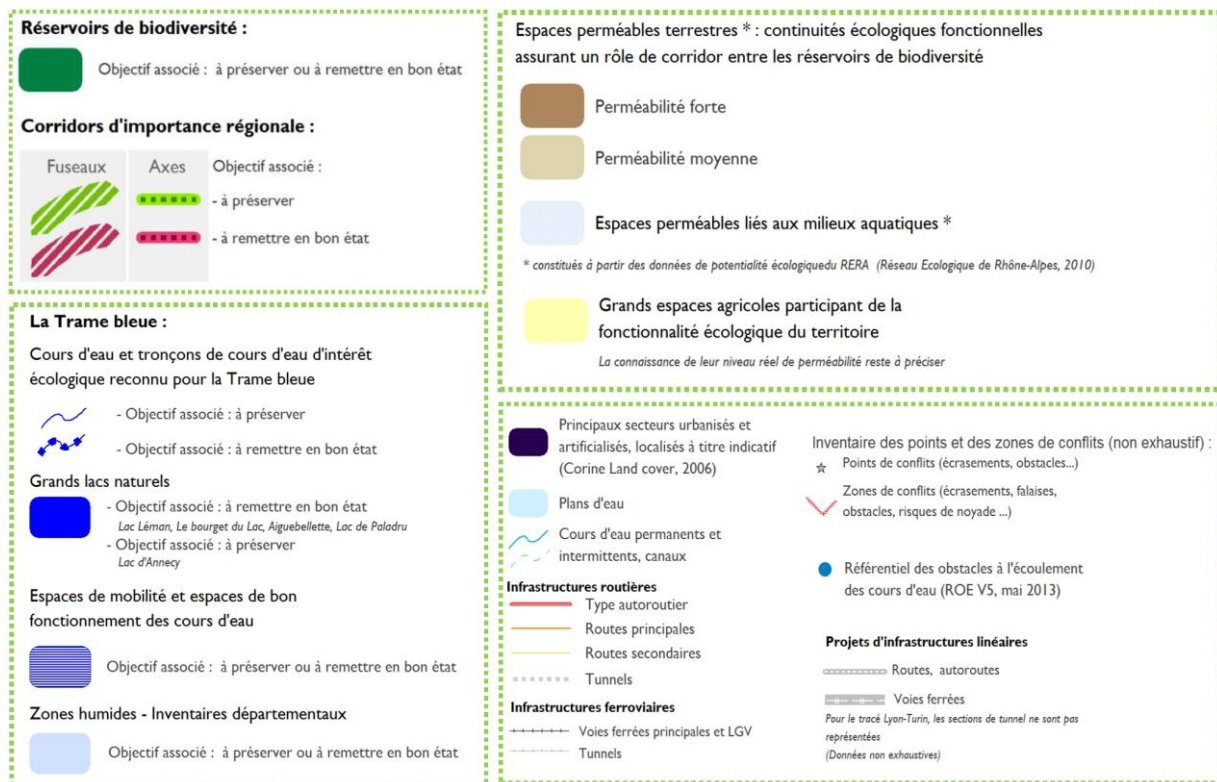 Réservoirs de biodiversité :
Objectif associé : à préserver ou à remettre en bon état
Corridors d'importance régionale :
Fuseaux
Axes
Objectif associé :
- à préserver
- à remettre en bon état
La Trame bleue :
Cours d'eau et tronçons de cours d'eau d'intérêt
écologique reconnu pour la Trame bleue
- Objectif associé : à préserver
- Objectif associé : à remettre en bon état
Grands lacs naturels
- Objectif associé : à remettre en bon état
Lac Léman, Le bourget du Lac, Aiguebellette, Lac de Paladru
- Objectif associé : à préserver
Lac d'Annecy
Espaces de mobilité et espaces de bon
fonctionnement des cours d'eau
Objectif associé : à préserver ou à remettre en bon état
Zones humides - Inventaires départementaux
Objectif associé : à préserver ou à remettre en bon état
Espaces perméables terrestres * : continuités écologiques fonctionnelles
assurant un rôle de corridor entre les réservoirs de biodiversité
Perméabilité forte
Perméabilité moyenne
Espaces perméables liés aux milieux aquatiques *
* constitués à partir des données de potentialité écologiquedu RERA (Réseau Ecologique de Rhône-Alpes, 2010)
Grands espaces agricoles participant de la
fonctionnalité écologique du territoire
La connaissance de leur niveau réel de perméabilité reste à préciser
Principaux secteurs urbanisés et
artificialisés, localisés à titre indicatif
(Corine Land cover, 2006)
Plans d'eau
Cours d'eau permanents et
intermittents, canaux
Infrastructures routières
Type autoroutier
Routes principales
Routes secondaires
Tunnels
Infrastructures ferroviaires
Voies ferrées principales et LGV
Tunnels
Inventaire des points et des zones de conflits (non exhaustif) :
Points de conflits (écrasements, obstacles...)
Zones de conflits (écrasements, falaises,
obstacles, risques de noyade ...)
Référentiel des obstacles à l'écoulement
des cours d'eau (ROE V5, mai 2013)
Projets d'infrastructures linéaires
Routes, autoroutes
Voies ferrées
Pour le tracé Lyon-Turin, les sections de tunnel ne sont pas
représentées
(Données non exhaustives)